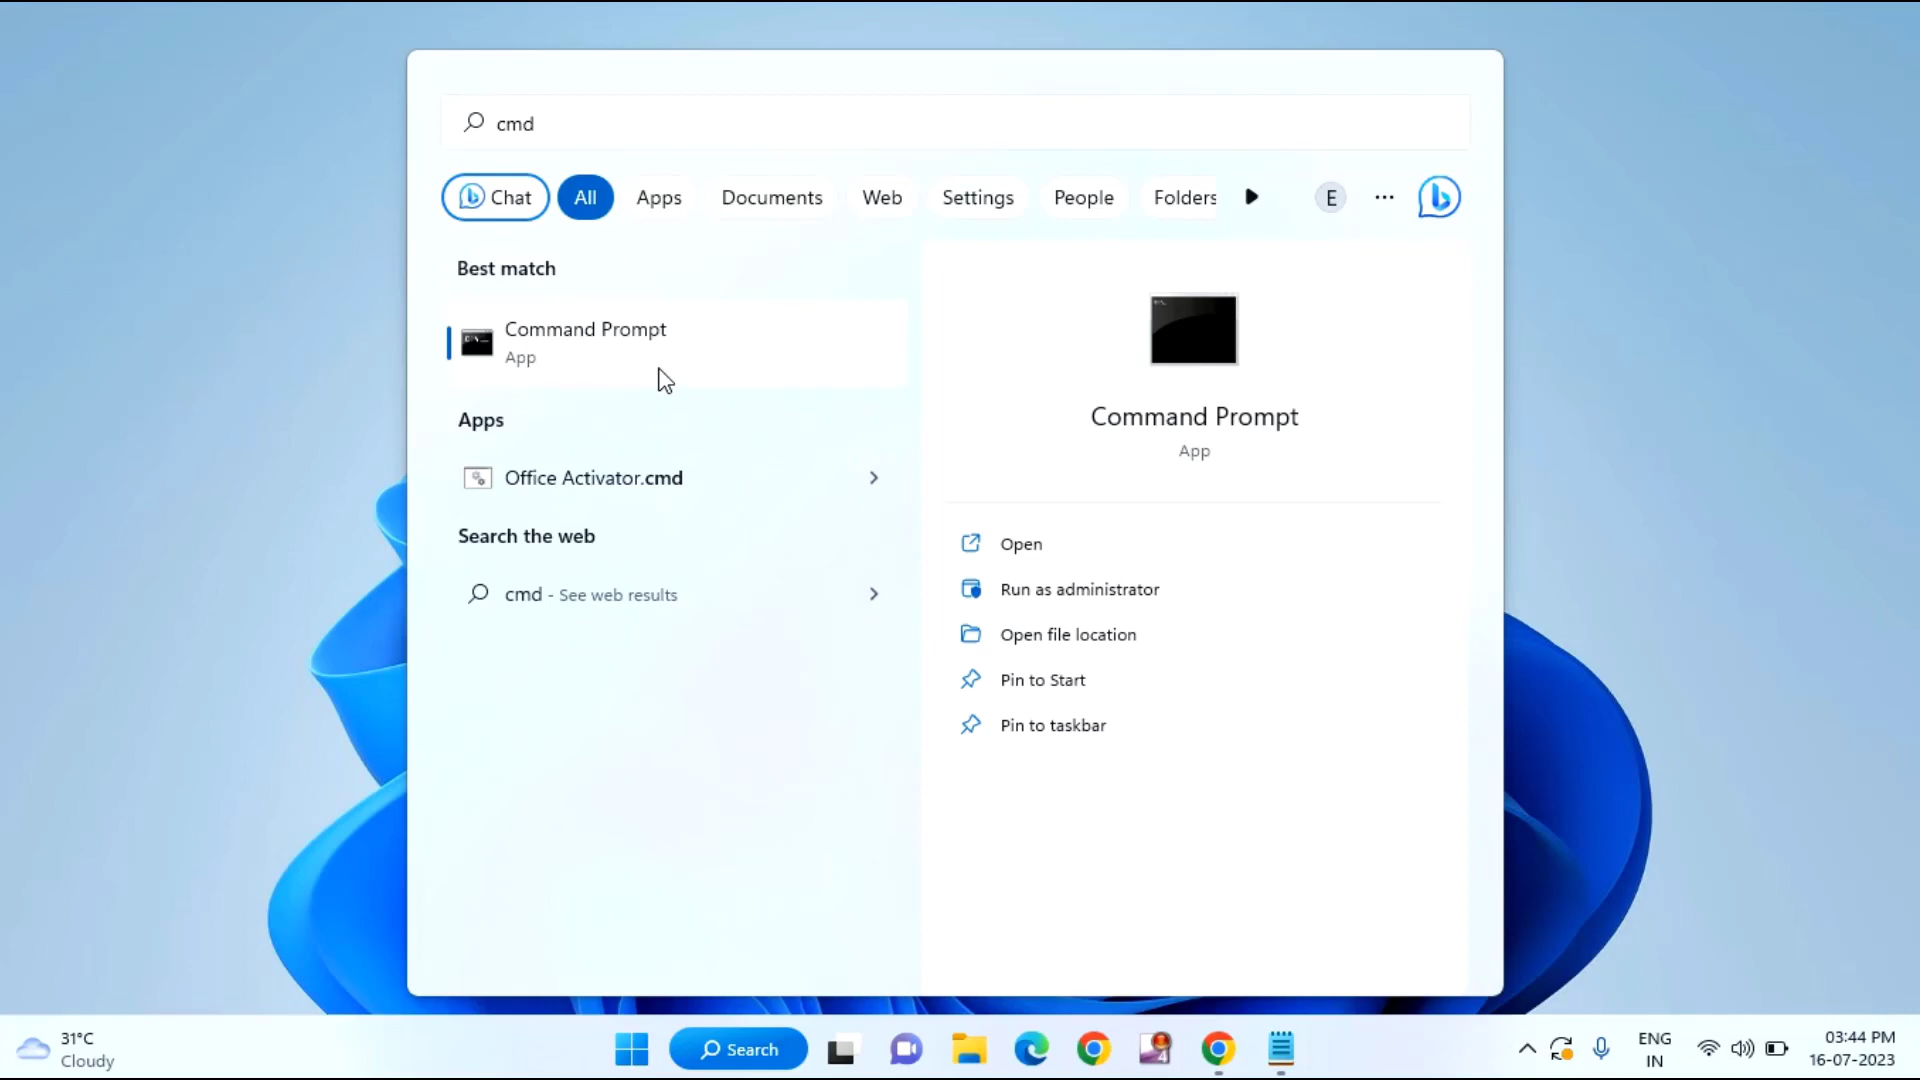 cmd
Chat All Apps Documents Web Settings People Folders E
Best match
Command Prompt
App
Apps
Office Activator.cmd
Search the web
cmd - See web results
Command Prompt
App
Open
Run as administrator
Open file location
Pin to Start
Pin to taskbar
31°C
Cloudy
Search
4
ENG
IN
03:44 PM
16-07-2023